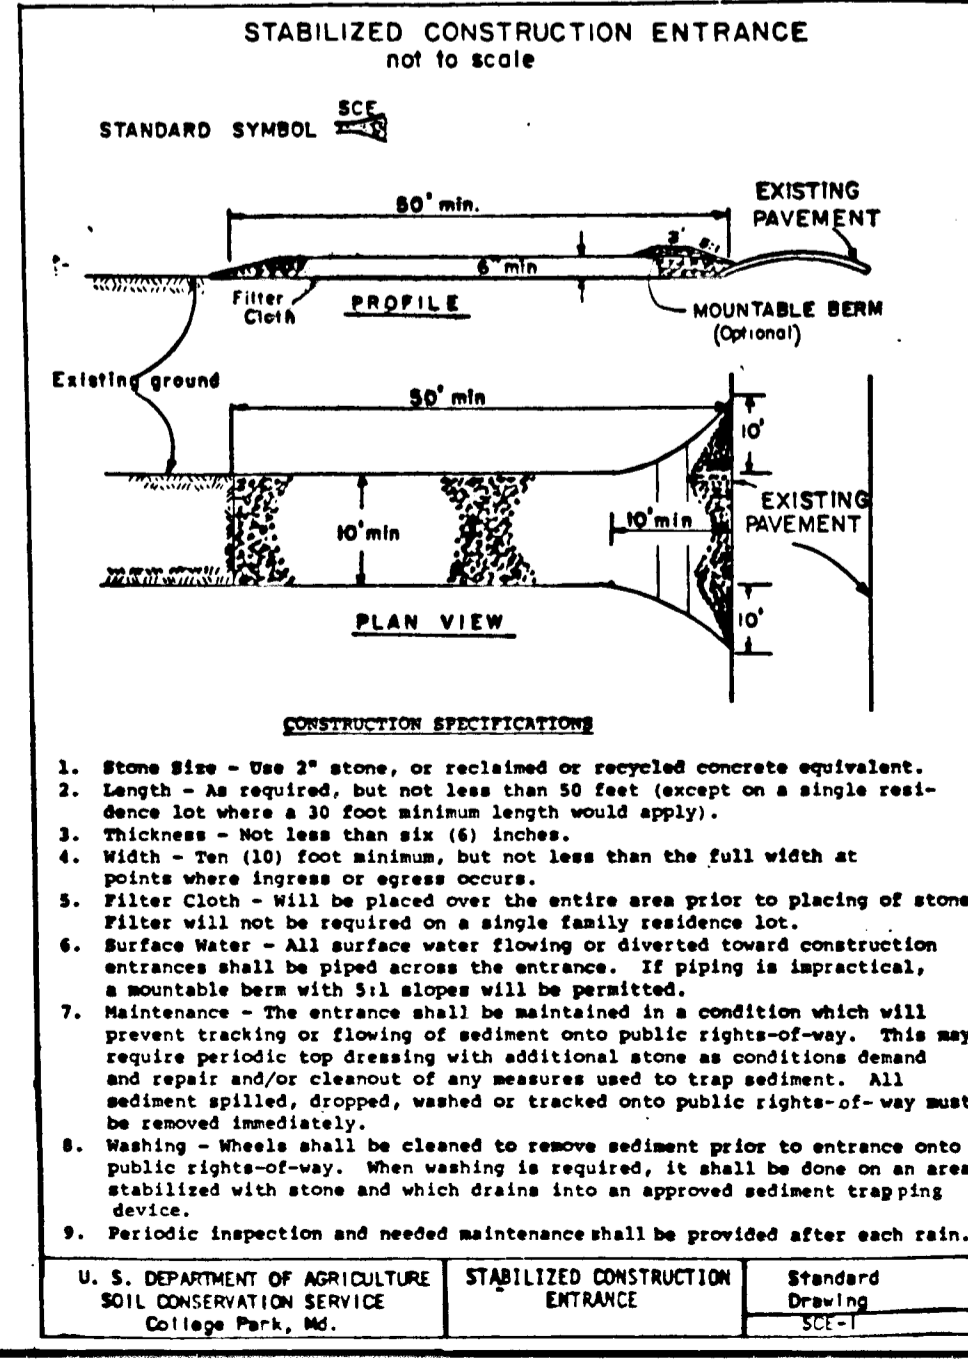 STABILIZED CONSTRUCTION ENTRANCE
not to scale
SCE
STANDARD SYMBOL
50' min.
EXISTING
PAVEMENT
3'
5:1
6" min
Filter
Cloth
PROFILE
MOUNTABLE BERM
(Optional)
Existing ground
50' min
10'
EXISTING
PAVEMENT
10' min
10' min
10'
PLAN VIEW
CONSTRUCTION SPECIFICATIONS
1. Stone Size - Use 2" stone, or reclaimed or recycled concrete equivalent.
2. Length - As required, but not less than 50 feet (except on a single resi-
dence lot where a 30 foot minimum length would apply).
3. Thickness - Not less than six (6) inches.
4. Width - Ten (10) foot minimum, but not less than the full width at
points where ingress or egress occurs.
5. Filter Cloth - Will be placed over the entire area prior to placing of stone
Filter will not be required on a single family residence lot.
6. Surface Water - All surface water flowing or diverted toward construction
entrances shall be piped across the entrance. If piping is impractical,
a mountable berm with 5:1 slopes will be permitted.
7. Maintenance - The entrance shall be maintained in a condition which will
prevent tracking or flowing of sediment onto public rights-of-way. This may
require periodic top dressing with additional stone as conditions demand
and repair and/or cleanout of any measures used to trap sediment. All
sediment spilled, dropped, washed or tracked onto public rights-of-way must
be removed immediately.
8. Washing - Wheels shall be cleaned to remove sediment prior to entrance onto
public rights-of-way. When washing is required, it shall be done on an area
stabilized with stone and which drains into an approved sediment trapping
device.
9. Periodic inspection and needed maintenance shall be provided after each rain.
U. S. DEPARTMENT OF AGRICULTURE
SOIL CONSERVATION SERVICE
College Park, Md.
STABILIZED CONSTRUCTION
ENTRANCE
Standard
Drawing
SCE-1